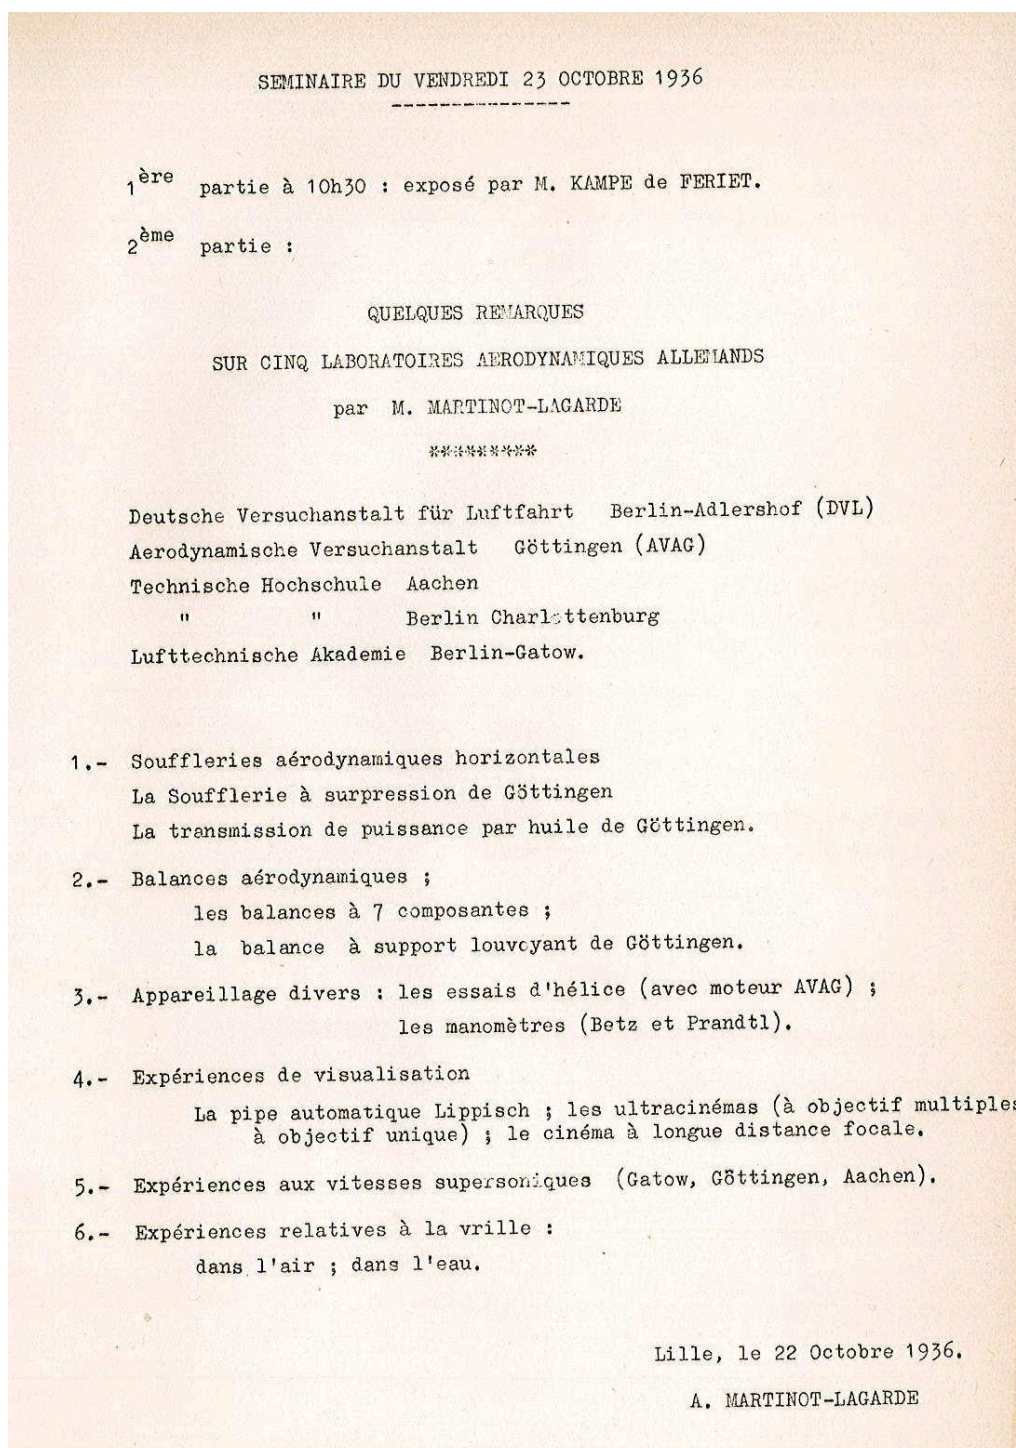 SEMINAIRE DU VENDREDI 23 OCTOBRE 1936
---------------
1ère partie à 10h30 : exposé par M. KAMPE de FERIET.
2ème partie :
QUELQUES REMARQUES
SUR CINQ LABORATOIRES AERODYNAMIQUES ALLEMANDS
par M. MARTINOT-LAGARDE
*********
Deutsche Versuchanstalt für Luftfahrt Berlin-Adlershof (DVL)
Aerodynamische Versuchanstalt Göttingen (AVAG)
Technische Hochschule Aachen
" " Berlin Charlottenburg
Lufttechnische Akademie Berlin-Gatow.
1.- Souffleries aérodynamiques horizontales
La Soufflerie à surpression de Göttingen
La transmission de puissance par huile de Göttingen.
2.- Balances aérodynamiques ;
les balances à 7 composantes ;
la balance à support louvoyant de Göttingen.
3.- Appareillage divers : les essais d'hélice (avec moteur AVAG) ;
les manomètres (Betz et Prandtl).
4.- Expériences de visualisation
La pipe automatique Lippisch ; les ultracinémas (à objectif multiples
à objectif unique) ; le cinéma à longue distance focale.
5.- Expériences aux vitesses supersoniques (Gatow, Göttingen, Aachen).
6.- Expériences relatives à la vrille :
dans l'air ; dans l'eau.
Lille, le 22 Octobre 1936.
A. MARTINOT-LAGARDE